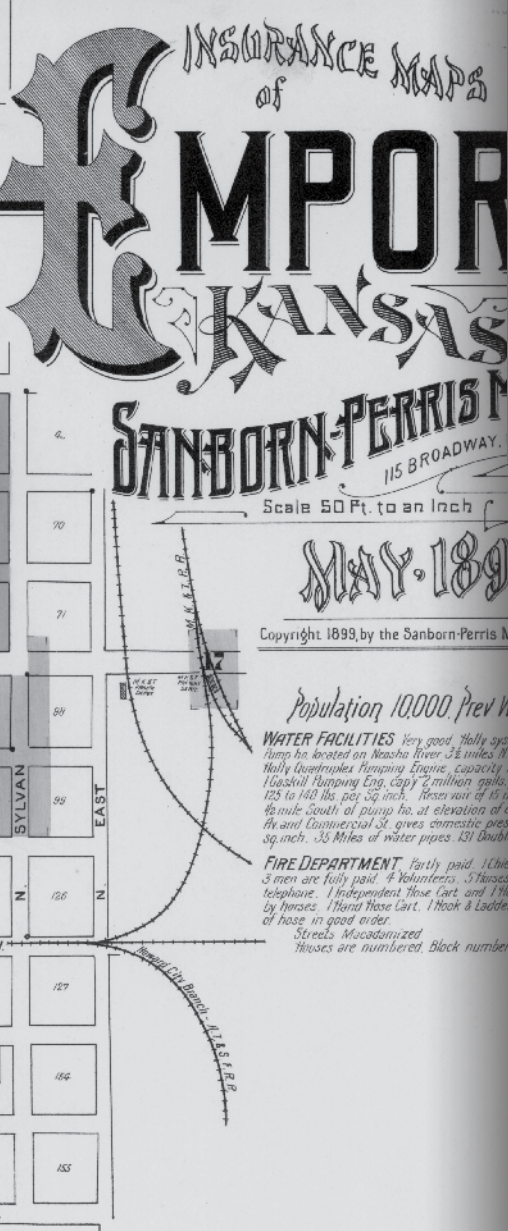 INSURANCE MAPS
of
EMPOR
KANSAS
SANBORN-PERRIS M
115 BROADWAY.
Scale 50 Ft. to an Inch
MAY. 189
Copyright 1899, by the Sanborn-Perris M
Population 10,000. Prev W
WATER FACILITIES Very good. Holly sys
Pump ho. located on Neosho River 3½ miles N
Holly Quadruplex Pumping Engine, capacity
1 Gaskill Pumping Eng. cap'y 2 million galls.
125 to 140 lbs. per Sq. inch. Reservoir of 15 m
mile South of pump ho. at elevation of
Av. and Commercial St. gives domestic pres
sq. inch. 35 Miles of water pipes. 131 Doubl
FIRE DEPARTMENT. Partly paid. 1 Chie
3 men are fully paid. 4 Volunteers. 5 Horses
telephone. 1 Independent Hose Cart and 1 H
by horses. 1 Hand Hose Cart. 1 Hook & Ladde
of hose in good order.
Streets Macadamized
Houses are numbered, Block number
70
71
98
99
126
127
154
155
N. SYLVAN
N. EAST
M. K. & T. R. R.
17
M.K. & T.
DEPOT
Howard City Branch - A. T. & S. F. R. R.